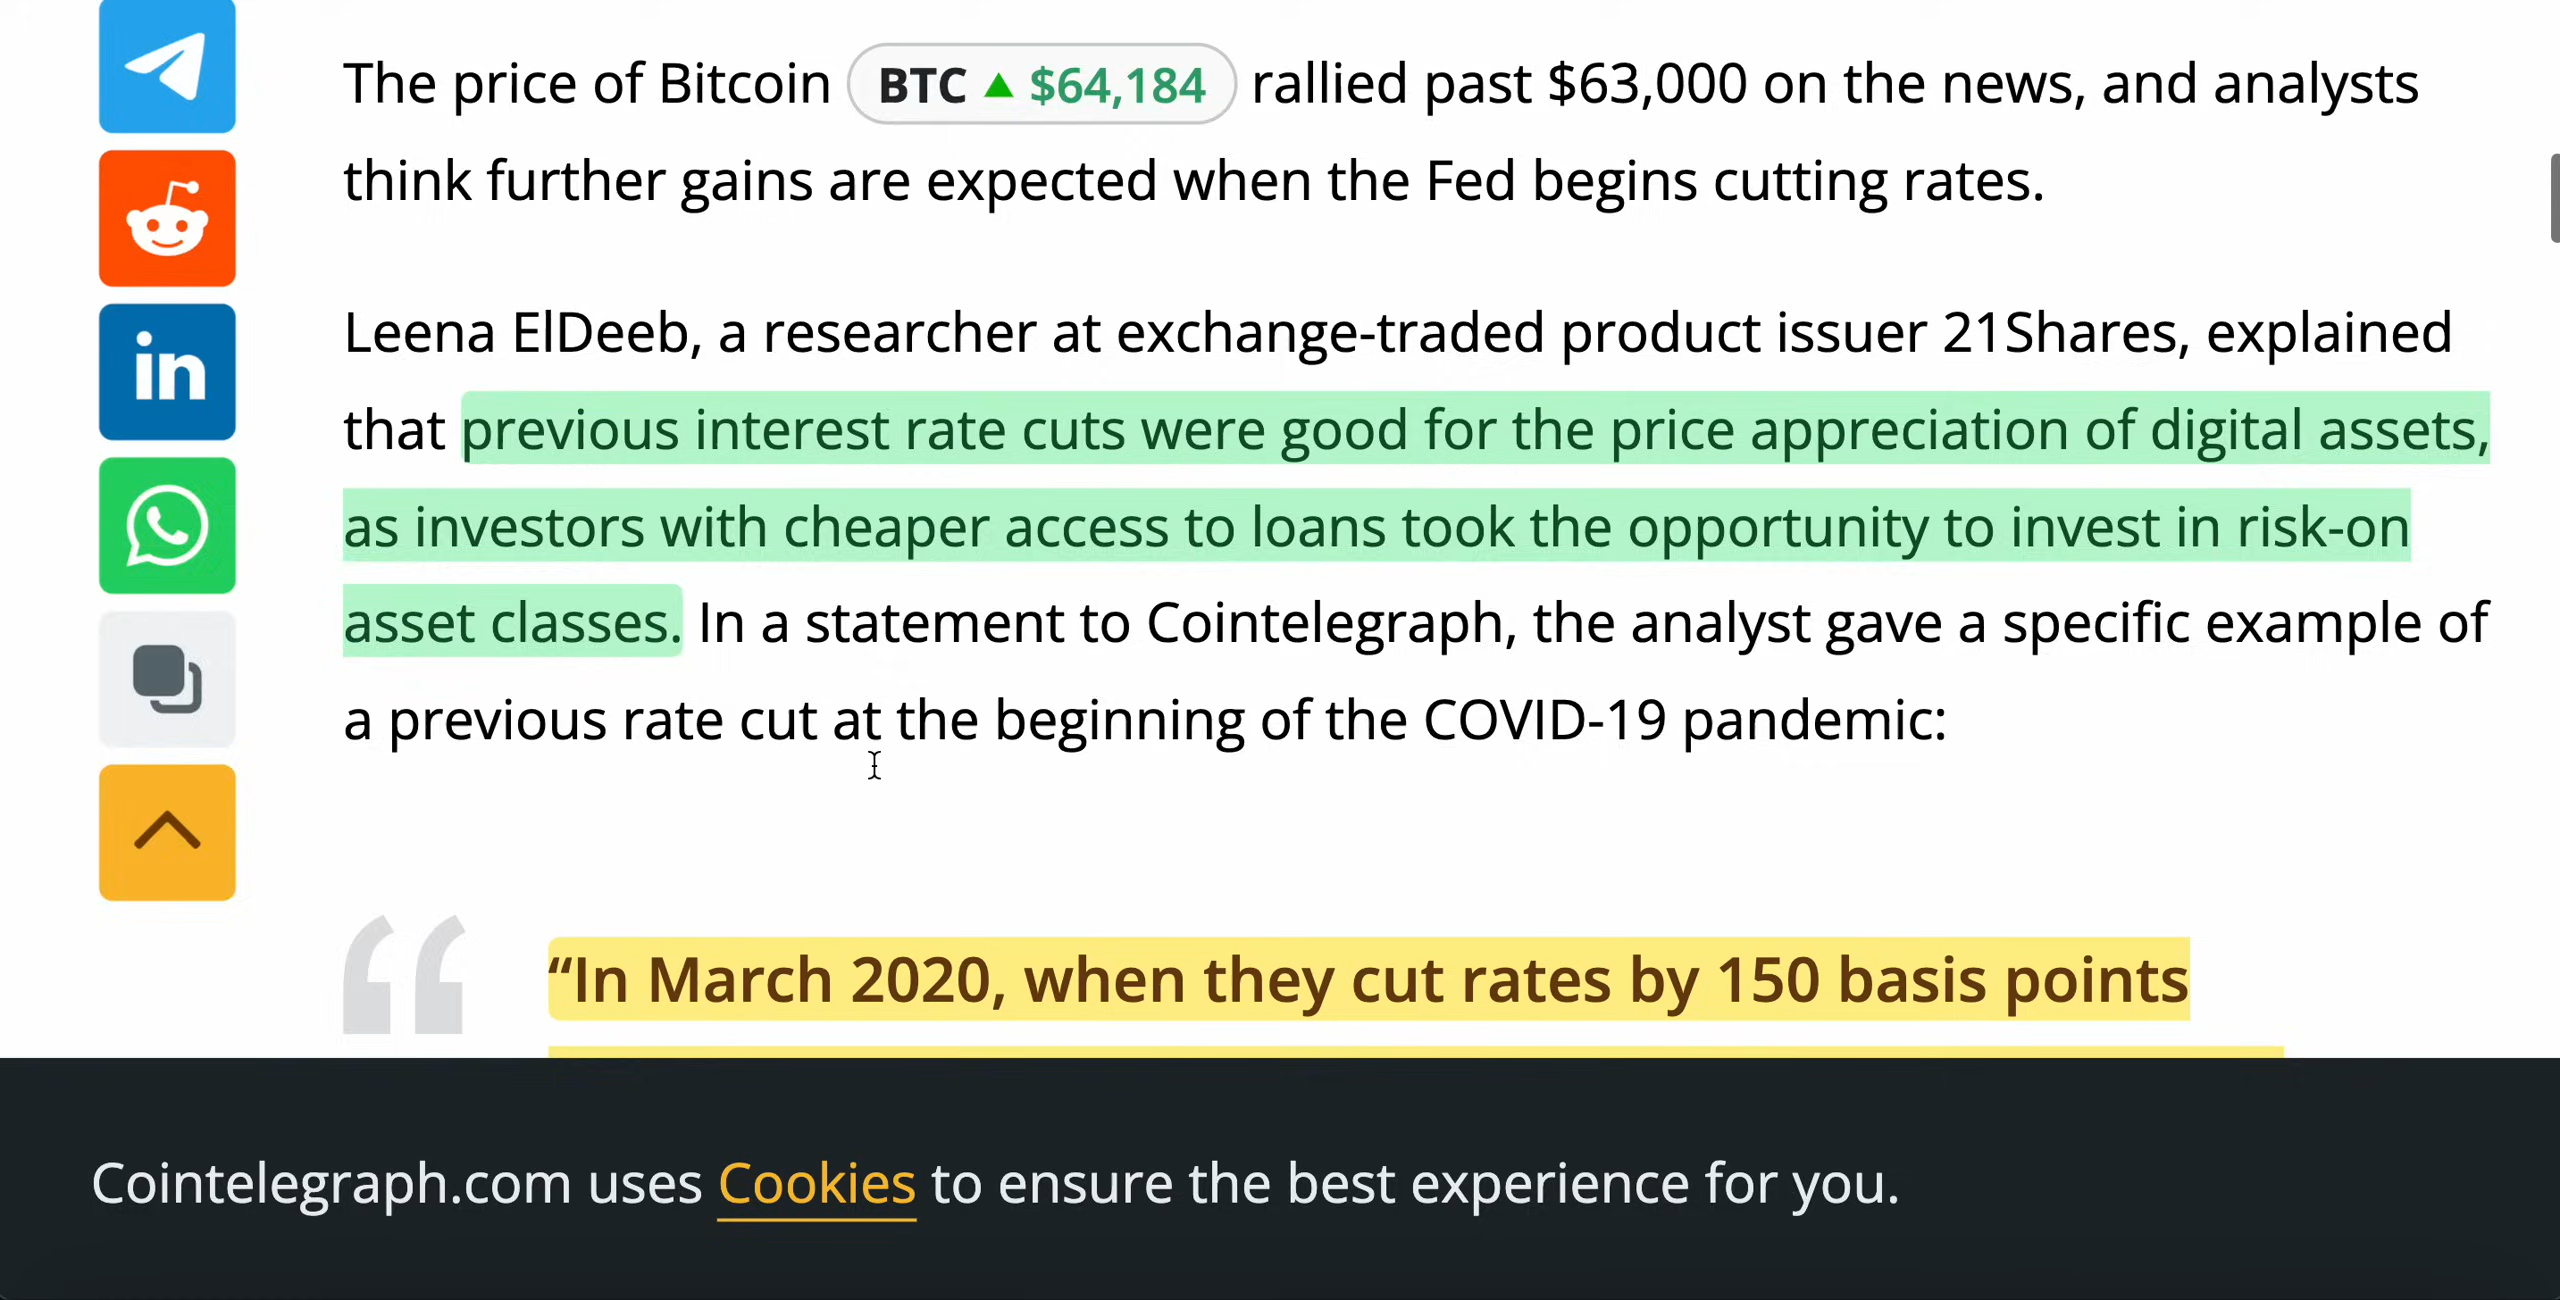 The price of Bitcoin BTC ▲ $64,184 rallied past $63,000 on the news, and analysts
think further gains are expected when the Fed begins cutting rates.
Leena ElDeeb, a researcher at exchange-traded product issuer 21Shares, explained
that previous interest rate cuts were good for the price appreciation of digital assets,
as investors with cheaper access to loans took the opportunity to invest in risk-on
asset classes. In a statement to Cointelegraph, the analyst gave a specific example of
a previous rate cut at the beginning of the COVID-19 pandemic:
“In March 2020, when they cut rates by 150 basis points
Cointelegraph.com uses Cookies to ensure the best experience for you.
in